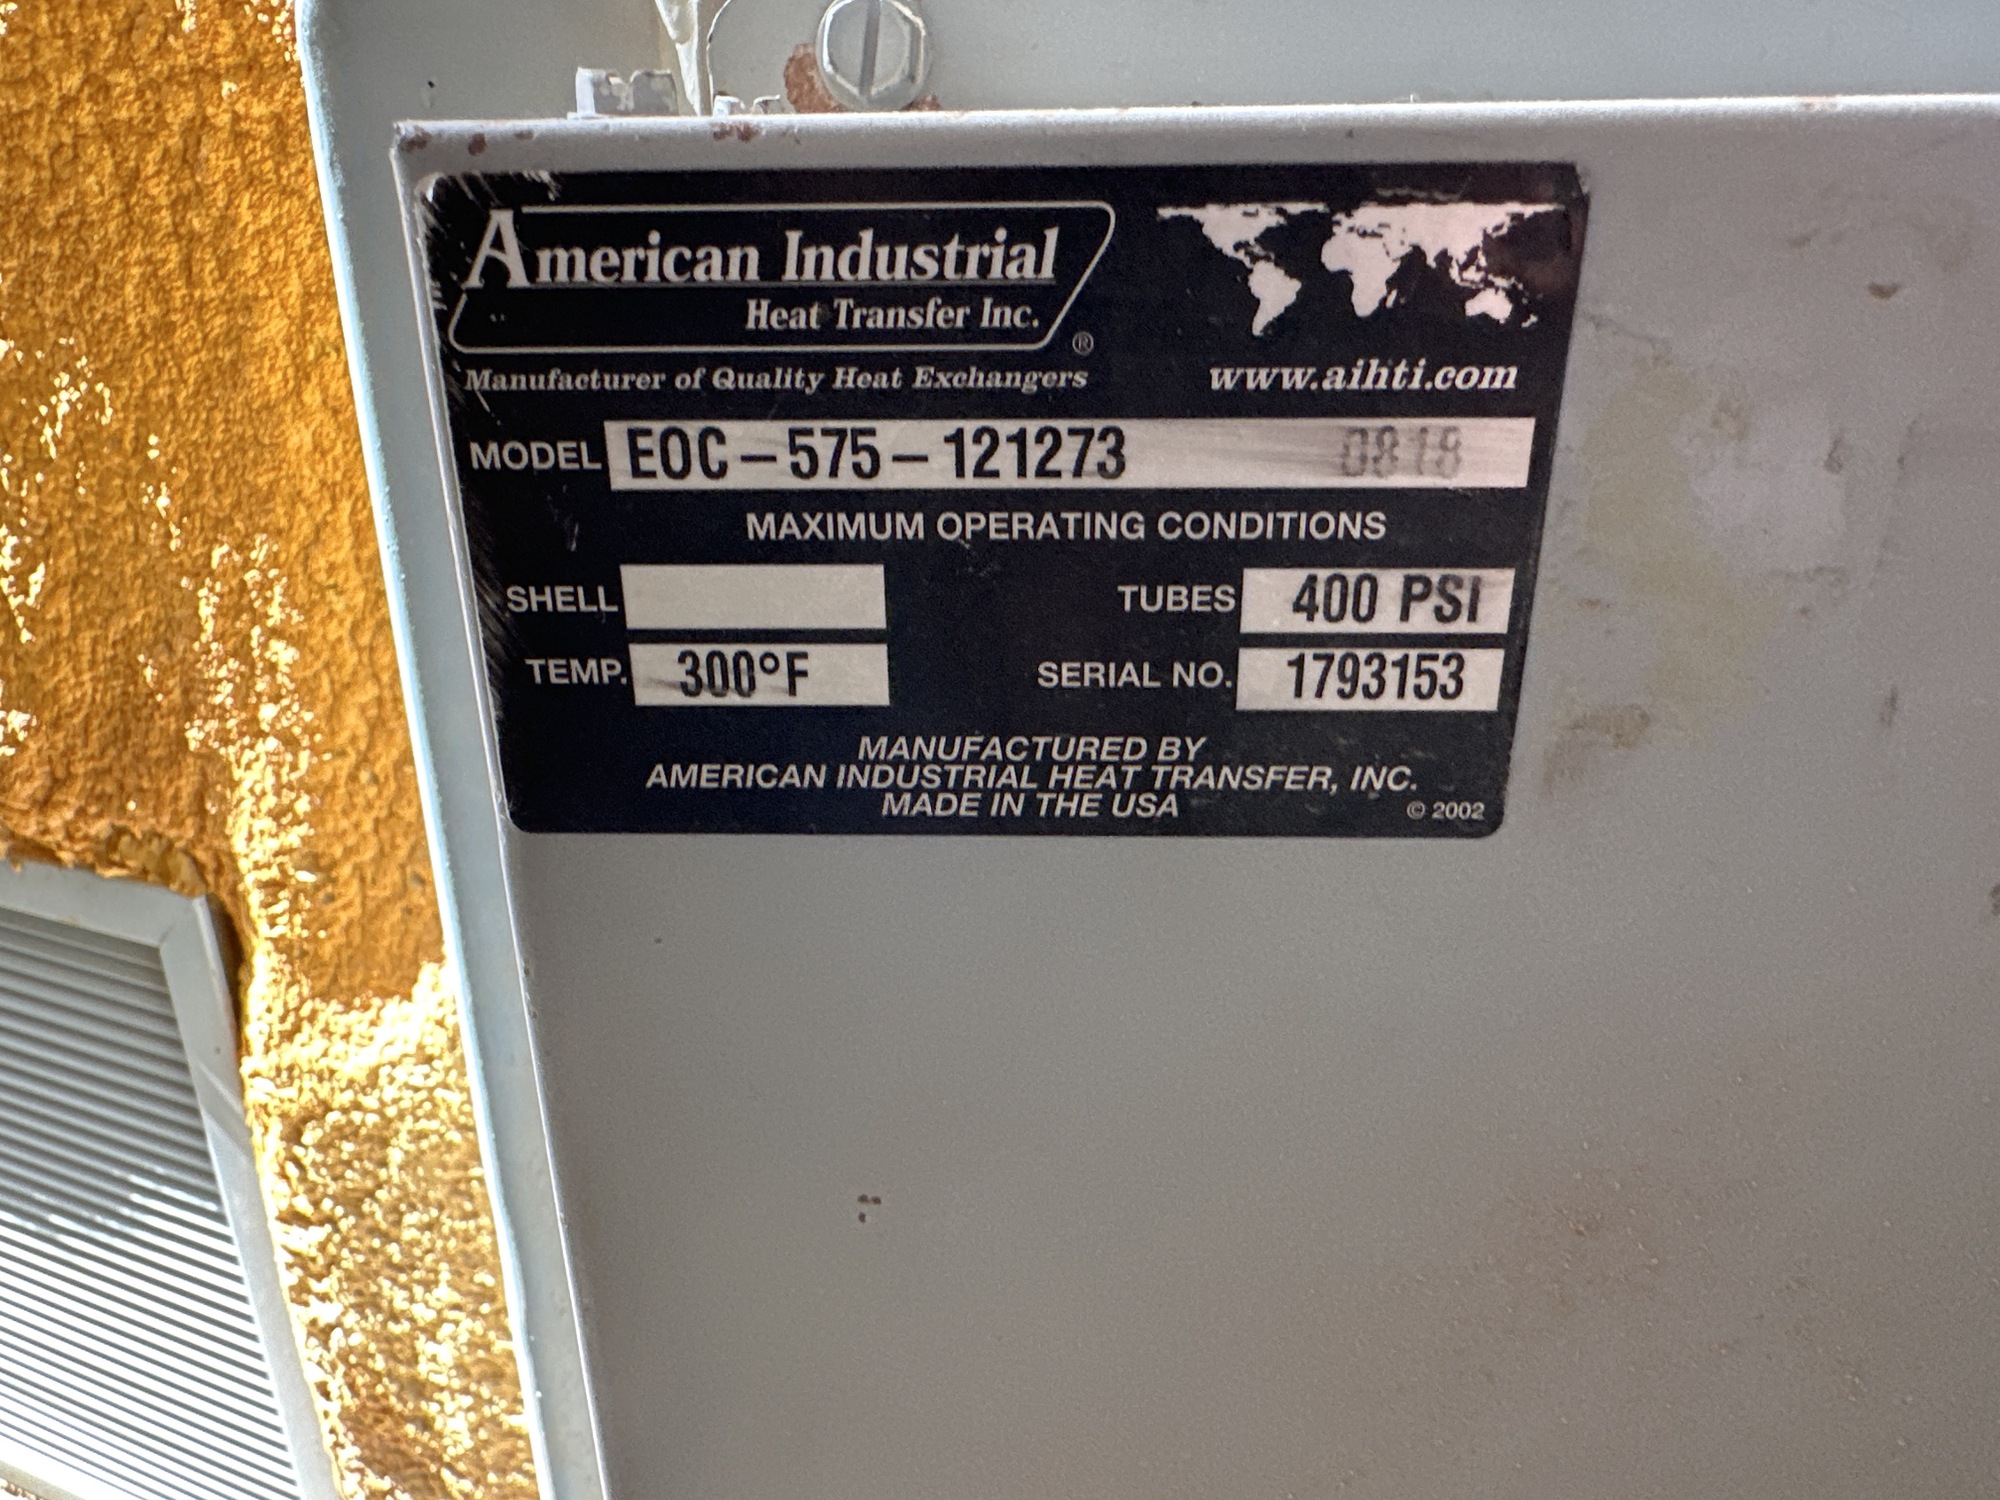 American Industrial
Heat Transfer Inc.
®
Manufacturer of Quality Heat Exchangers
www.aihti.com
MODEL EOC-575-121273 0818
MAXIMUM OPERATING CONDITIONS
SHELL
TUBES 400 PSI
TEMP. 300°F
SERIAL NO. 1793153
MANUFACTURED BY
AMERICAN INDUSTRIAL HEAT TRANSFER, INC.
MADE IN THE USA
© 2002